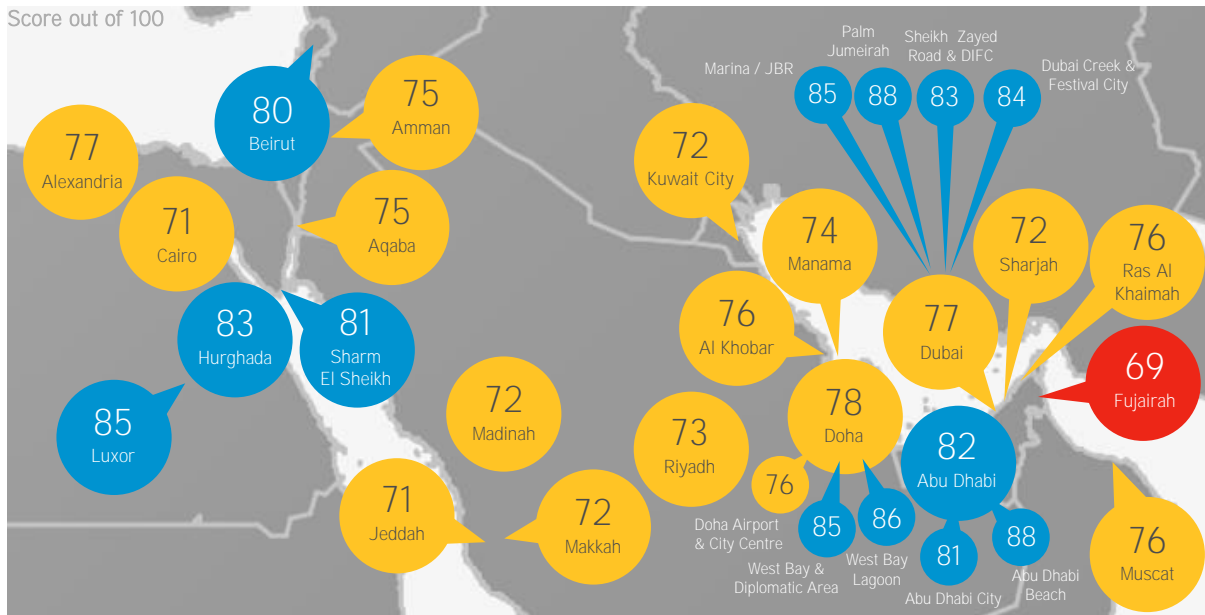 Score out of 100
77
Alexandria
71
Cairo
80
Beirut
75
Amman
75
Aqaba
83
Hurghada
81
Sharm
El Sheikh
85
Luxor
72
Madinah
71
Jeddah
72
Makkah
73
Riyadh
72
Kuwait City
74
Manama
76
Al Khobar
78
Doha
76
Doha Airport
& City Centre
85
West Bay &
Diplomatic Area
86
West Bay
Lagoon
Marina / JBR
85
Palm
Jumeirah
88
Sheikh Zayed
Road & DIFC
83
Dubai Creek &
Festival City
84
77
Dubai
72
Sharjah
76
Ras Al
Khaimah
69
Fujairah
82
Abu Dhabi
81
Abu Dhabi City
88
Abu Dhabi
Beach
76
Muscat